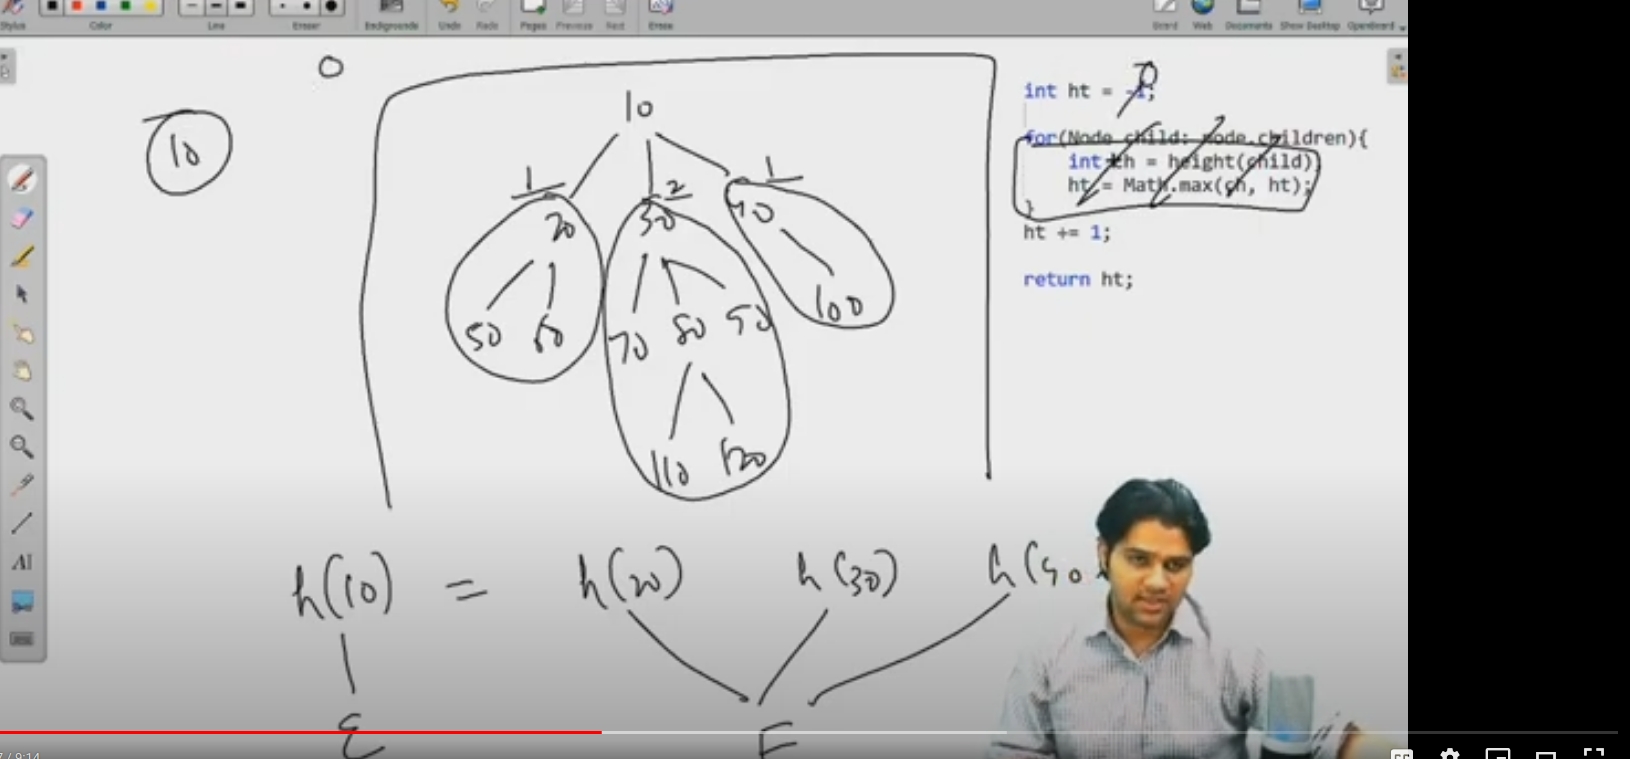 Stylus Color Line Eraser Backgrounds Undo Redo Pages Previous Next Erase Board Web Documents Show Desktop OpenBoard
0
10
10
1 2 1
20 30 40
50 60 70 80 90 100
110 120
int ht = -1;
0
for(Node child: node.children){
int ch = height(child)
ht = Math.max(ch, ht);
}
ht += 1;
return ht;
h(10) = h(20) h(30) h(40
E F
AI
/ 9:14